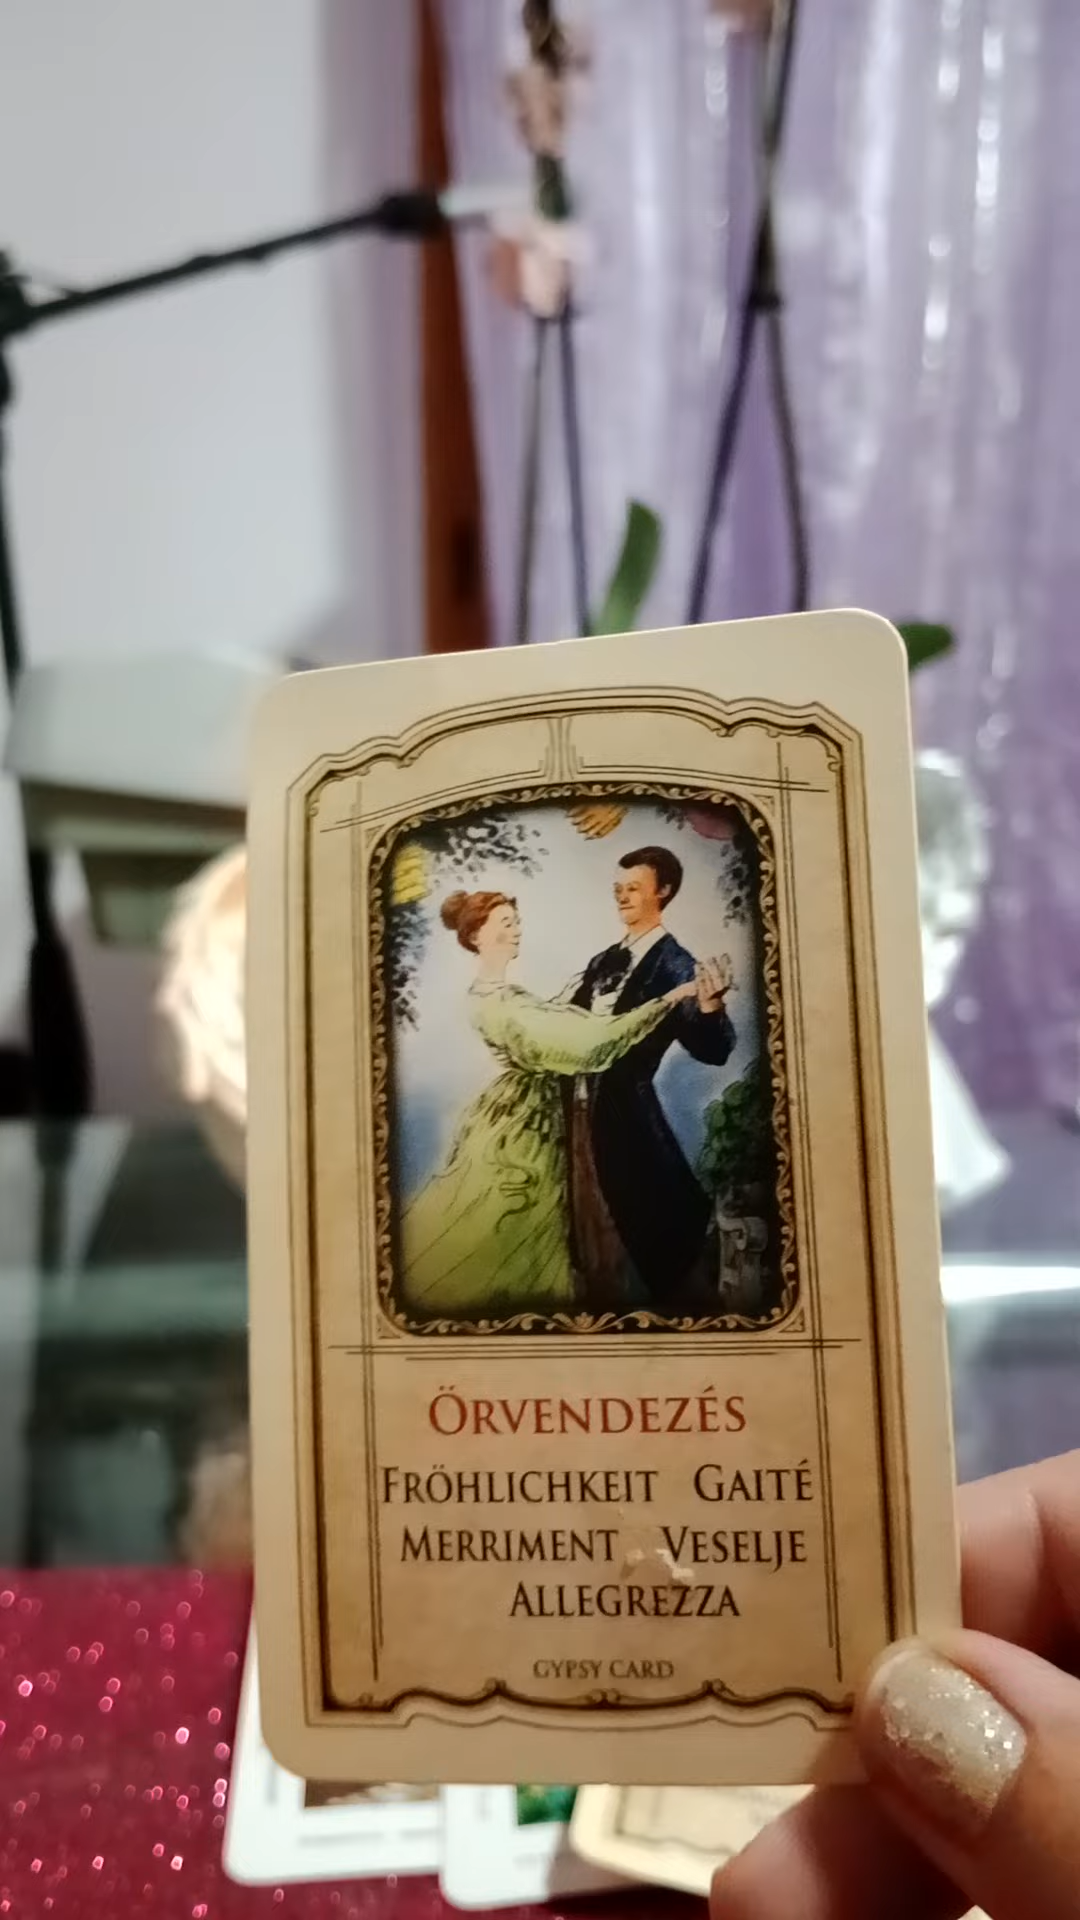 ÖRVENDEZÉS
FRÖHLICHKEIT GAITÉ
MERRIMENT VESELJE
ALLEGREZZA
GYPSY CARD